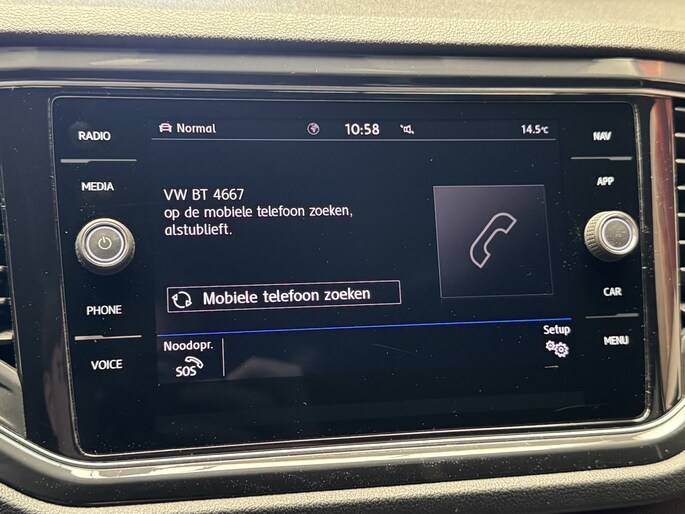 RADIO
MEDIA
PHONE
VOICE
Normal
10:58
14.5°C
VW BT 4667
op de mobiele telefoon zoeken,
alstublieft.
Mobiele telefoon zoeken
Noodopr.
SOS
Setup
NAV
APP
CAR
MENU